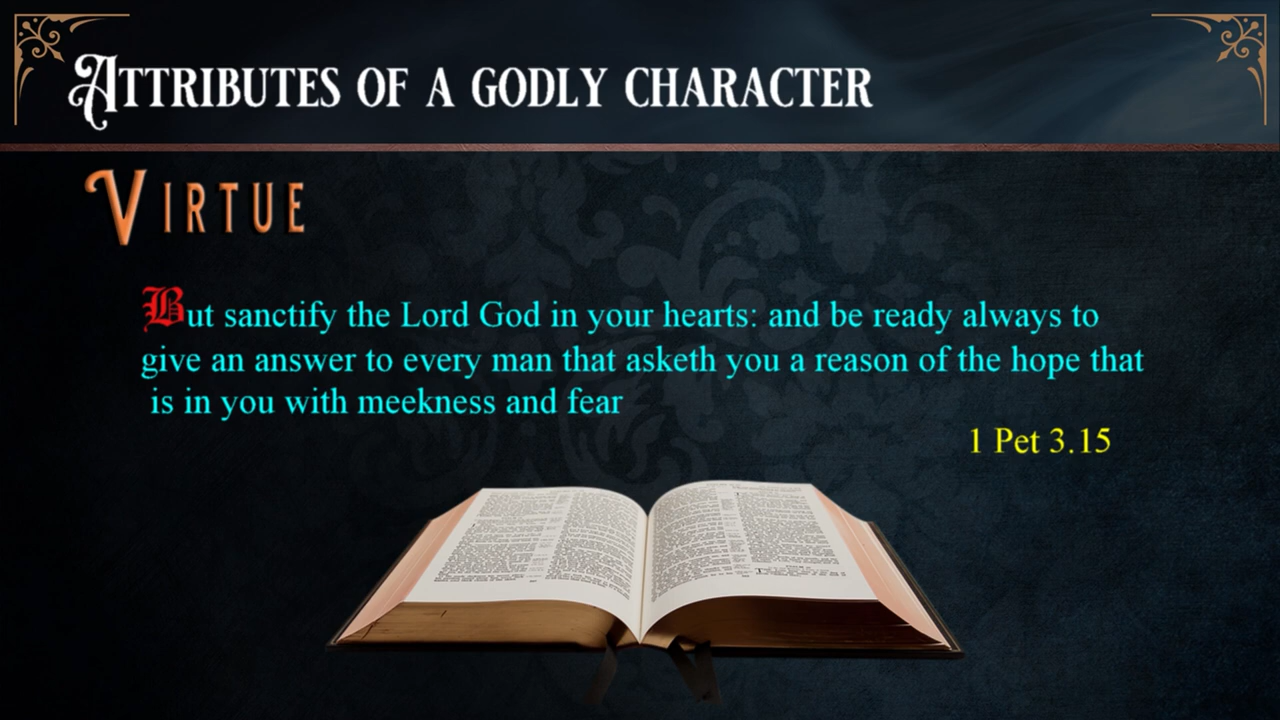 Attributes of a godly character
Virtue
But sanctify the Lord God in your hearts: and be ready always to
give an answer to every man that asketh you a reason of the hope that
is in you with meekness and fear
1 Pet 3.15